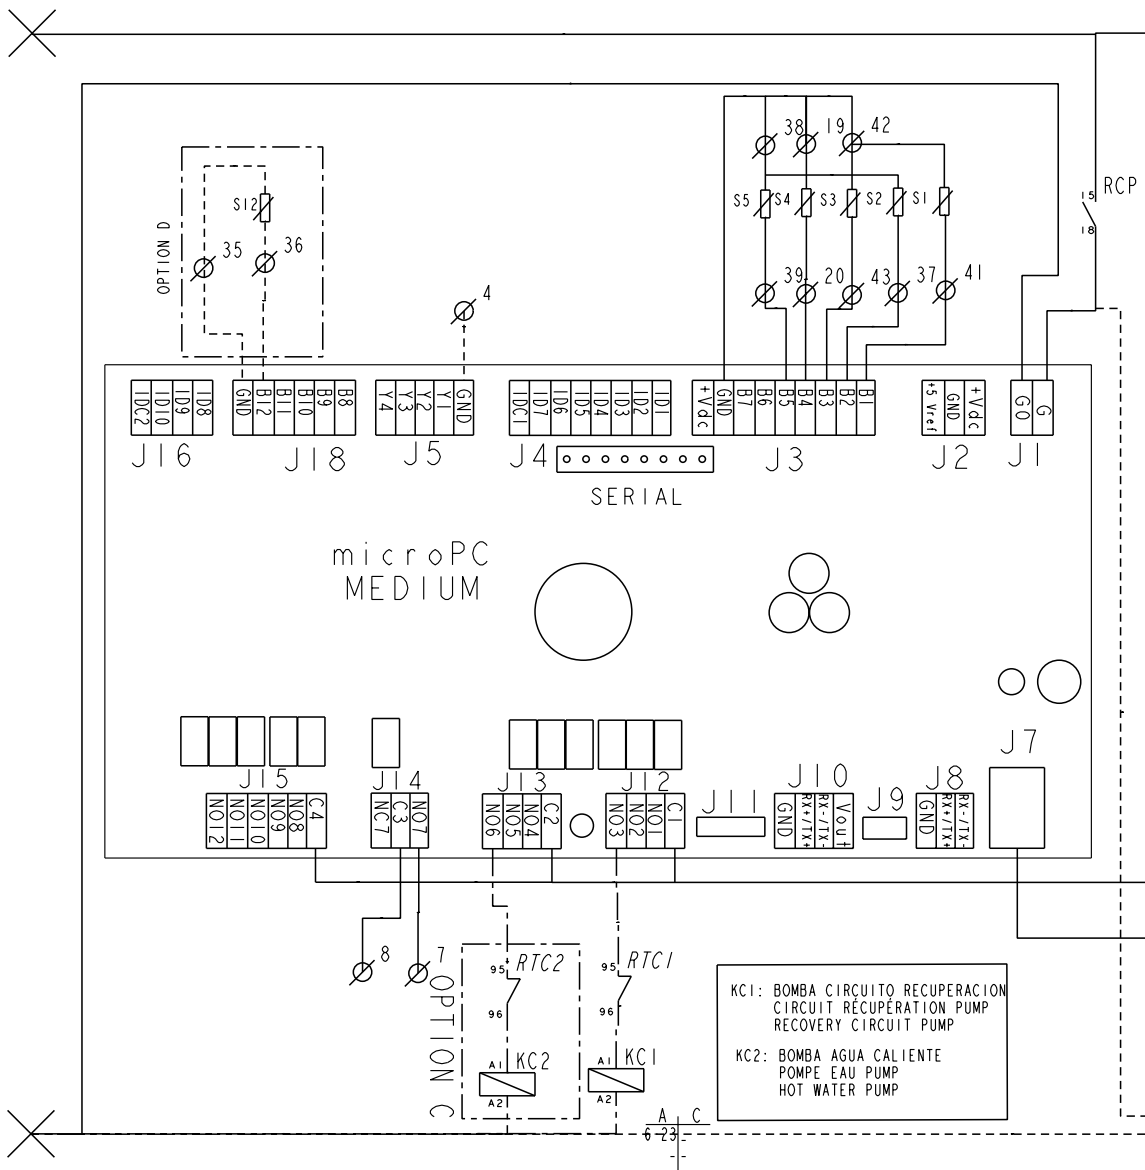 38
19
42
RCP
15
18
S5
S4
S3
S2
S1
S12
35
36
OPTION D
4
39
20
43
37
41
IDC2
ID10
ID9
ID8
J16
GND
B12
B11
B10
B9
B8
J18
Y4
Y3
Y2
Y1
GND
J5
IDC1
ID7
ID6
ID5
ID4
ID3
ID2
ID1
J4
SERIAL
+Vdc
GND
B7
B6
B5
B4
B3
B2
B1
J3
+5 Vref
GND
+Vdc
J2
G0
G
J1
microPC
MEDIUM
J15
NO12
NO11
NO10
NO9
NO8
C4
J14
NC7
C3
NO7
J13
NO6
NO5
NO4
C2
J12
NO3
NO2
NO1
C1
J11
J10
GND
RX+/TX+
RX-/TX-
Vout
J9
J8
GND
RX+/TX+
RX-/TX-
J7
8
7
OPTION C
95
RTC2
96
A1
KC2
A2
95
RTC1
96
A1
KC1
A2
KC1: BOMBA CIRCUITO RECUPERACION
CIRCUIT RÉCUPÉRATION PUMP
RECOVERY CIRCUIT PUMP
KC2: BOMBA AGUA CALIENTE
POMPE EAU PUMP
HOT WATER PUMP
A C
6-23
--